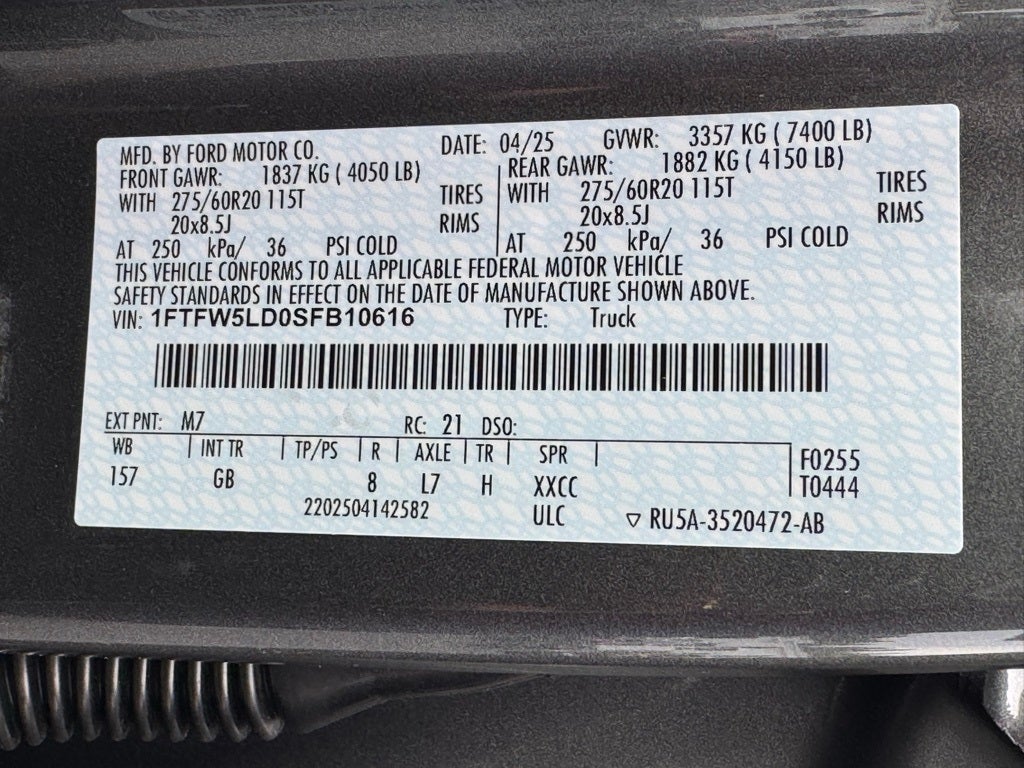 MFD. BY FORD MOTOR CO. DATE: 04/25 GVWR: 3357 KG ( 7400 LB)
FRONT GAWR: 1837 KG ( 4050 LB) REAR GAWR: 1882 KG ( 4150 LB)
WITH 275/60R20 115T TIRES WITH 275/60R20 115T TIRES
20x8.5J RIMS 20x8.5J RIMS
AT 250 kPa/ 36 PSI COLD AT 250 kPa/ 36 PSI COLD
THIS VEHICLE CONFORMS TO ALL APPLICABLE FEDERAL MOTOR VEHICLE
SAFETY STANDARDS IN EFFECT ON THE DATE OF MANUFACTURE SHOWN ABOVE.
VIN: 1FTFW5LD0SFB10616 TYPE: Truck
EXT PNT: M7 RC: 21 DSO:
WB INT TR TP/PS R AXLE TR SPR F0255
157 GB 8 L7 H XXCC T0444
2202504142582 ULC ▽ RU5A-3520472-AB